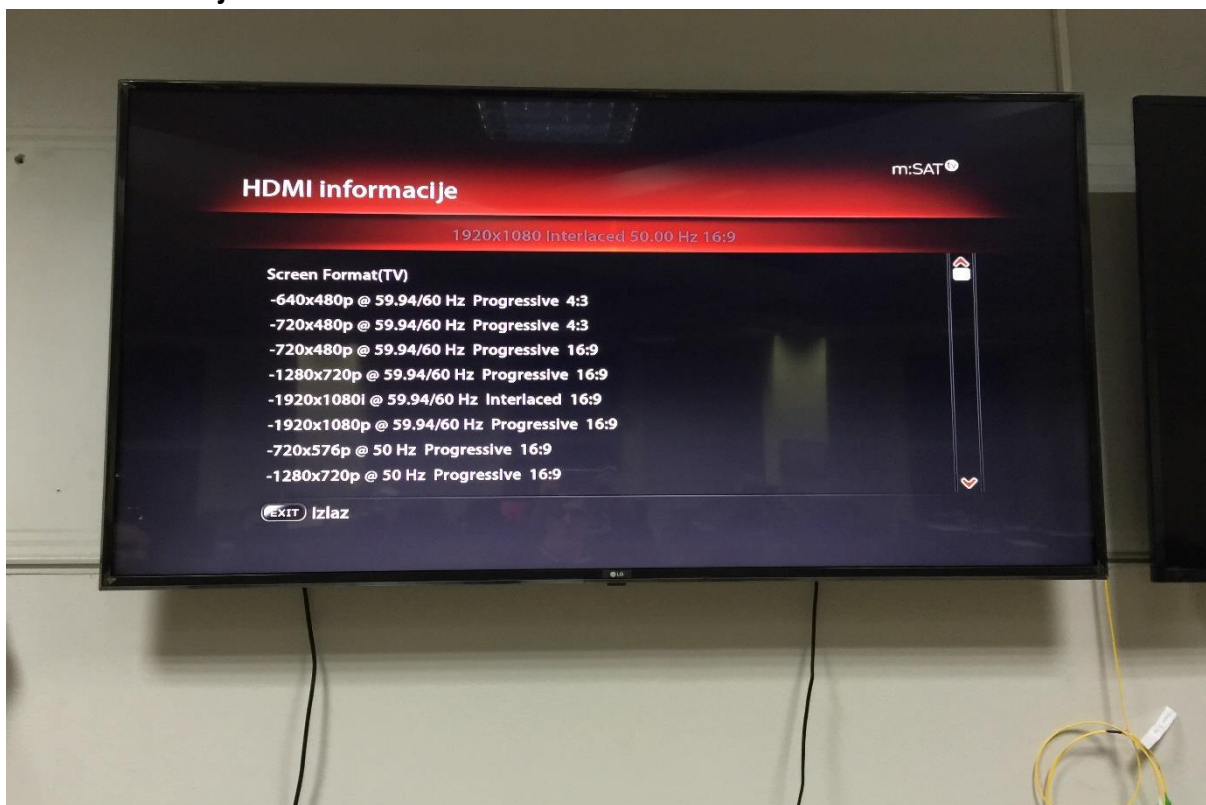 m:SAT tv
HDMI informacije
1920x1080 Interlaced 50.00 Hz 16:9
Screen Format(TV)
-640x480p @ 59.94/60 Hz Progressive 4:3
-720x480p @ 59.94/60 Hz Progressive 4:3
-720x480p @ 59.94/60 Hz Progressive 16:9
-1280x720p @ 59.94/60 Hz Progressive 16:9
-1920x1080i @ 59.94/60 Hz Interlaced 16:9
-1920x1080p @ 59.94/60 Hz Progressive 16:9
-720x576p @ 50 Hz Progressive 16:9
-1280x720p @ 50 Hz Progressive 16:9
EXIT Izlaz
LG